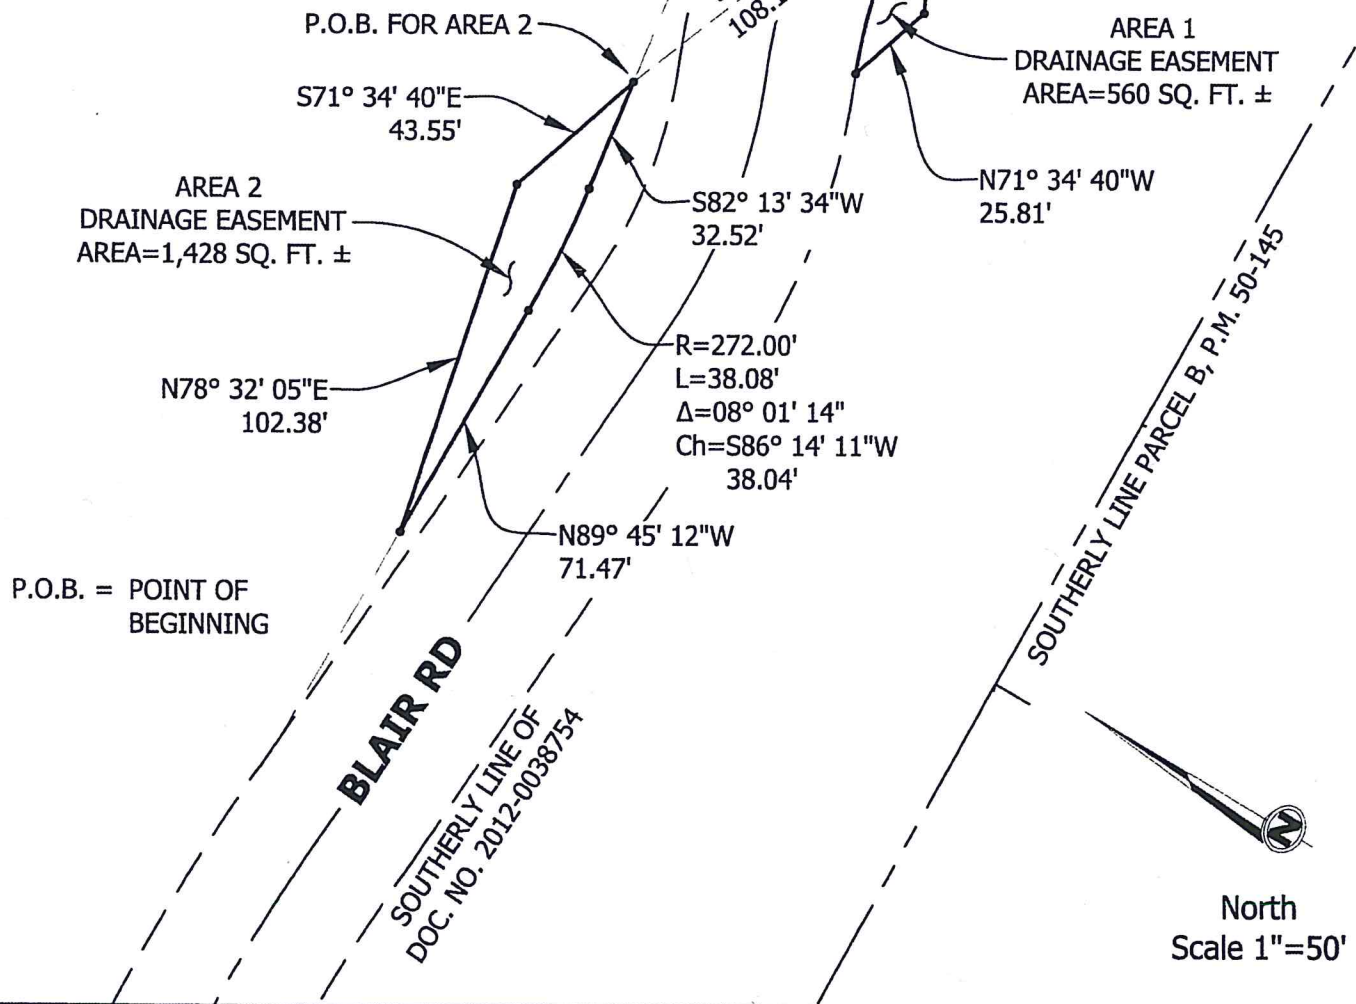 P.O.B. FOR AREA 2
S71° 34' 40"E
43.55'
AREA 2
DRAINAGE EASEMENT
AREA=1,428 SQ. FT. ±
N78° 32' 05"E
102.38'
P.O.B. = POINT OF
BEGINNING
AREA 1
DRAINAGE EASEMENT
AREA=560 SQ. FT. ±
N71° 34' 40"W
25.81'
S82° 13' 34"W
32.52'
R=272.00'
L=38.08'
Δ=08° 01' 14"
Ch=S86° 14' 11"W
38.04'
N89° 45' 12"W
71.47'
BLAIR RD
SOUTHERLY LINE OF
DOC. NO. 2012-0038754
SOUTHERLY LINE PARCEL B, P.M. 50-145
N
North
Scale 1"=50'